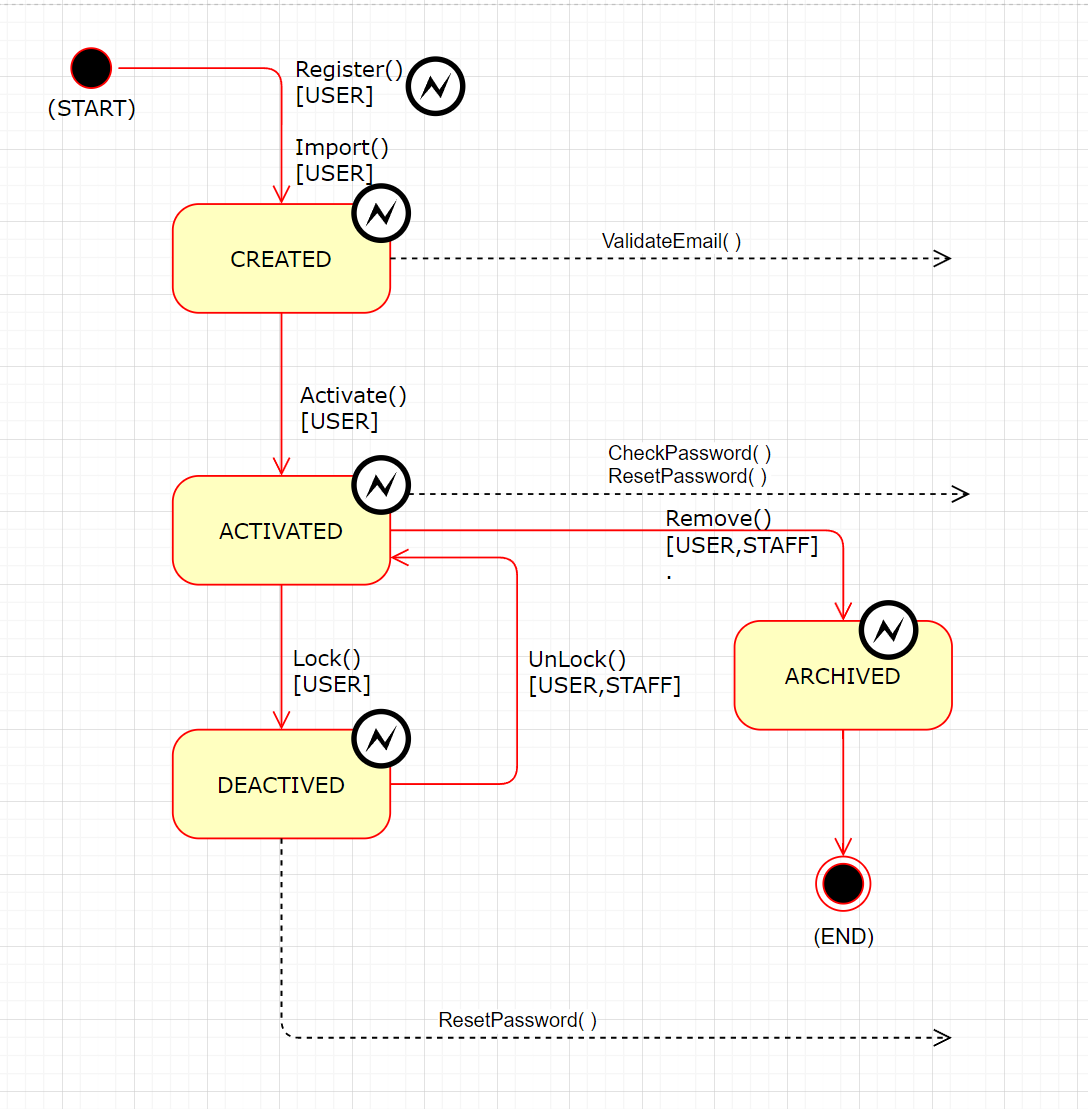 Register()
[USER]
(START)
Import()
[USER]
CREATED
ValidateEmail( )
Activate()
[USER]
CheckPassword( )
ResetPassword( )
ACTIVATED
Remove()
[USER,STAFF]
.
Lock()
[USER]
UnLock()
[USER,STAFF]
ARCHIVED
DEACTIVED
(END)
ResetPassword( )